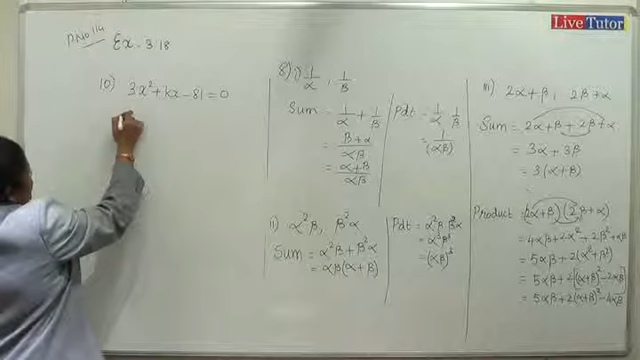 Live Tutor
P.No 114
Ex - 3.18
10) 3x² + kx - 81 = 0
8) i) 1/α , 1/β
Sum = 1/α + 1/β
= β + α / αβ
= α + β / αβ
Pdt = 1/α · 1/β
= 1/(αβ)
ii) α²β, β²α
Sum = α²β + β²α
= αβ(α + β)
Pdt = α²β · β²α
= α³β³
= (αβ)³
iii) 2α + β, 2β + α
Sum = 2α + β + 2β + α
= 3α + 3β
= 3(α + β)
Product = (2α + β)(2β + α)
= 4αβ + 2α² + 2β² + αβ
= 5αβ + 2(α² + β²)
= 5αβ + 2[(α + β)² - 2αβ]
= 5αβ + 2(α + β)² - 4αβ